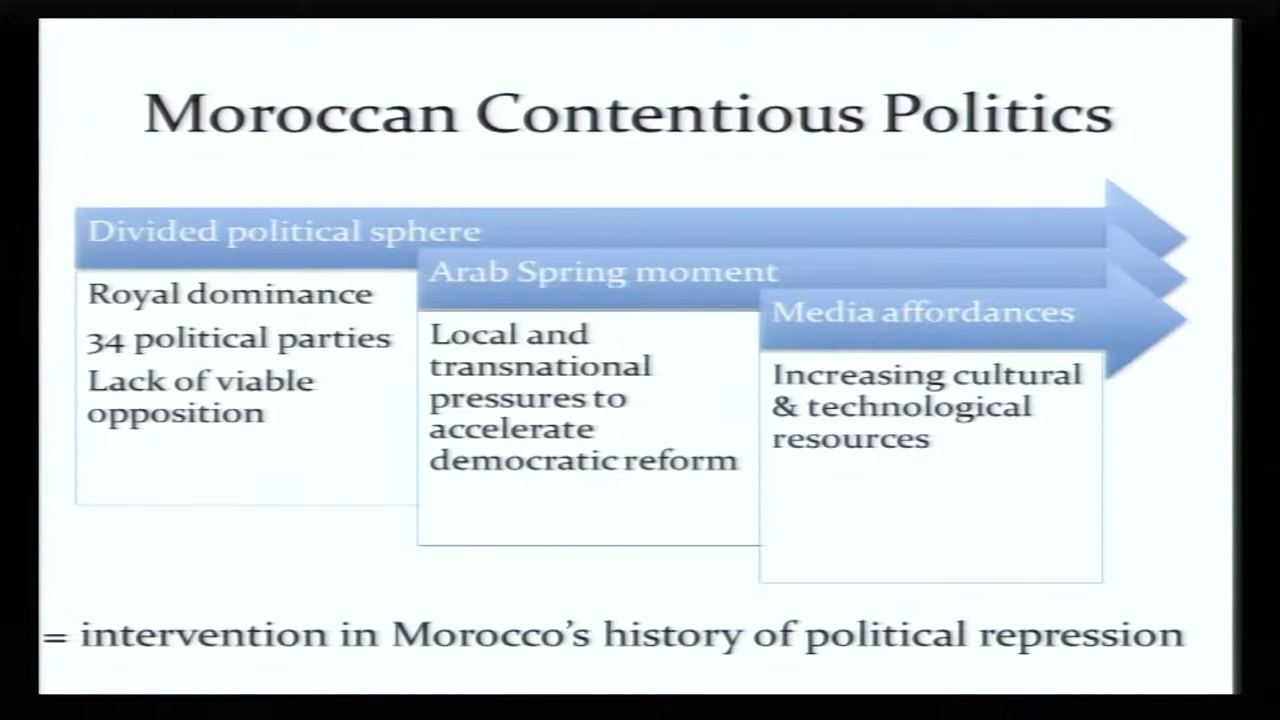 Moroccan Contentious Politics
Divided political sphere
Royal dominance
34 political parties
Lack of viable
opposition
Arab Spring moment
Local and
transnational
pressures to
accelerate
democratic reform
Media affordances
Increasing cultural
& technological
resources
= intervention in Morocco's history of political repression